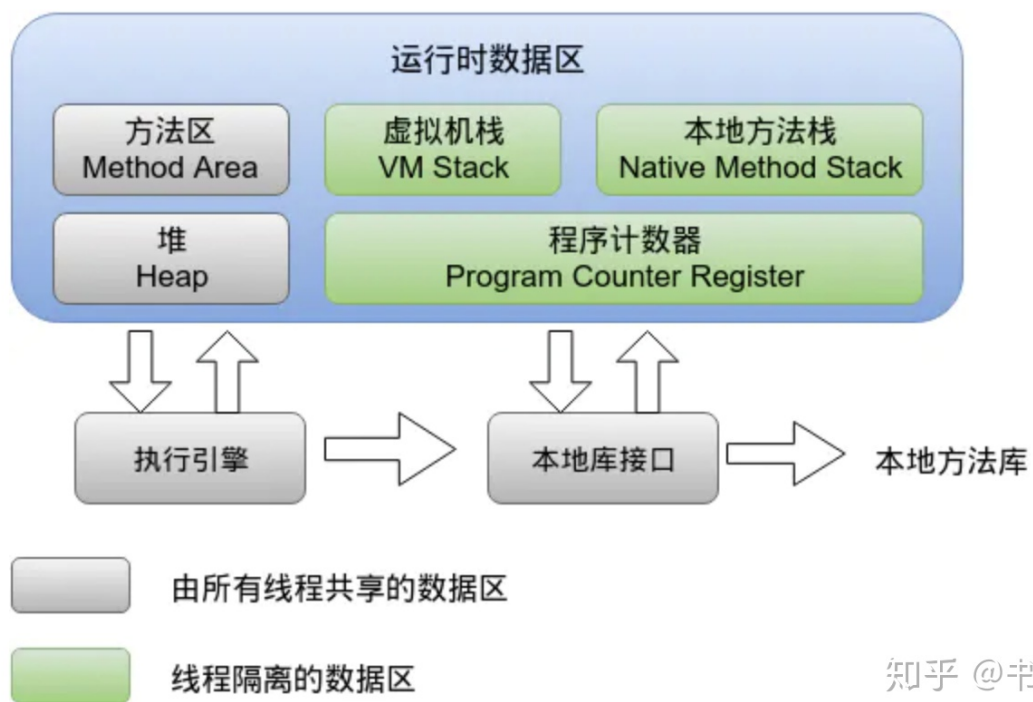 运行时数据区
方法区
Method Area
虚拟机栈
VM Stack
本地方法栈
Native Method Stack
堆
Heap
程序计数器
Program Counter Register
执行引擎
本地库接口
本地方法库
由所有线程共享的数据区
线程隔离的数据区
知乎 @书